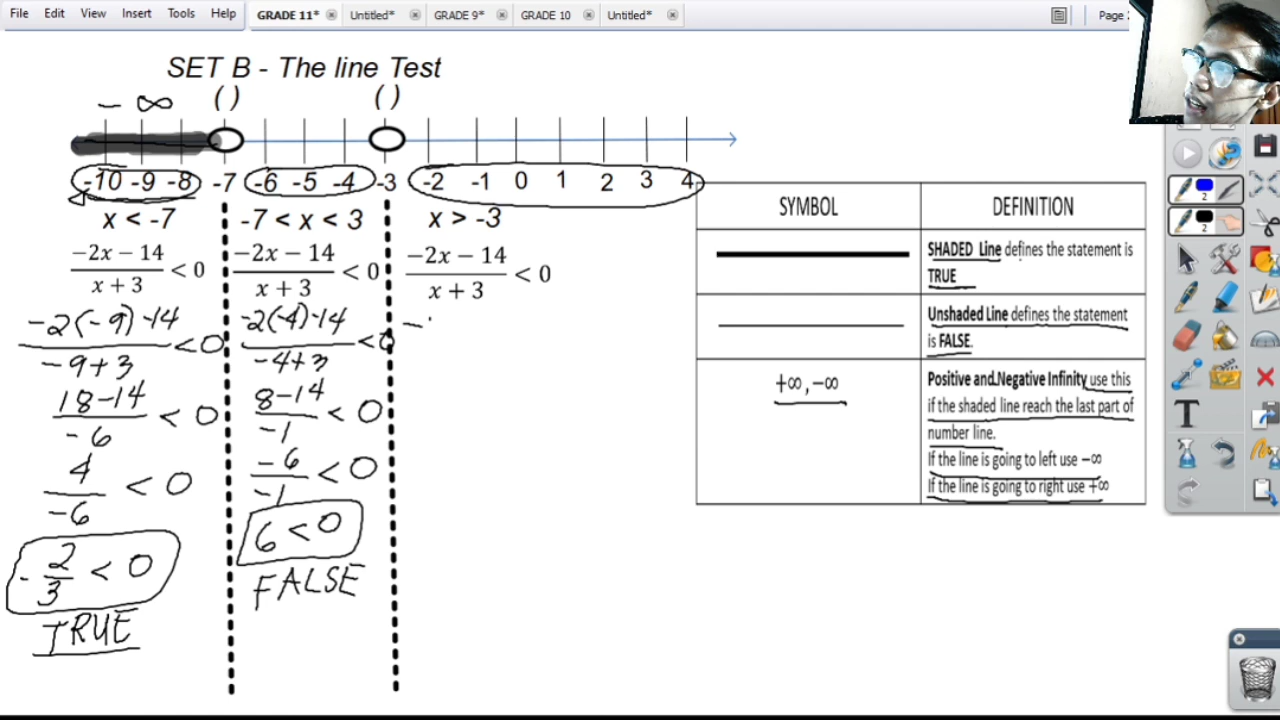 File Edit View Insert Tools Help GRADE 11* Untitled* GRADE 9* GRADE 10 Untitled* Page
SET B - The line Test
- ∞ ( ) ( )
-10 -9 -8 -7 -6 -5 -4 -3 -2 -1 0 1 2 3 4
x < -7 -7 < x < 3 x > -3
−2x − 14 / x + 3 < 0 −2x − 14 / x + 3 < 0 −2x − 14 / x + 3 < 0
-2(-9)-14 / -9+3 < 0 -2(-4)-14 / -4+3 < 0 -
18-14 / -6 < 0 8-14 / -1 < 0
4 / -6 < 0 -6 / -1 < 0
- 2/3 < 0 6 < 0
TRUE FALSE
SYMBOL DEFINITION
SHADED Line defines the statement is
TRUE
Unshaded Line defines the statement
is FALSE.
+∞, −∞
Positive and Negative Infinity use this
if the shaded line reach the last part of
number line.
If the line is going to left use −∞
If the line is going to right use +∞
2
2
T